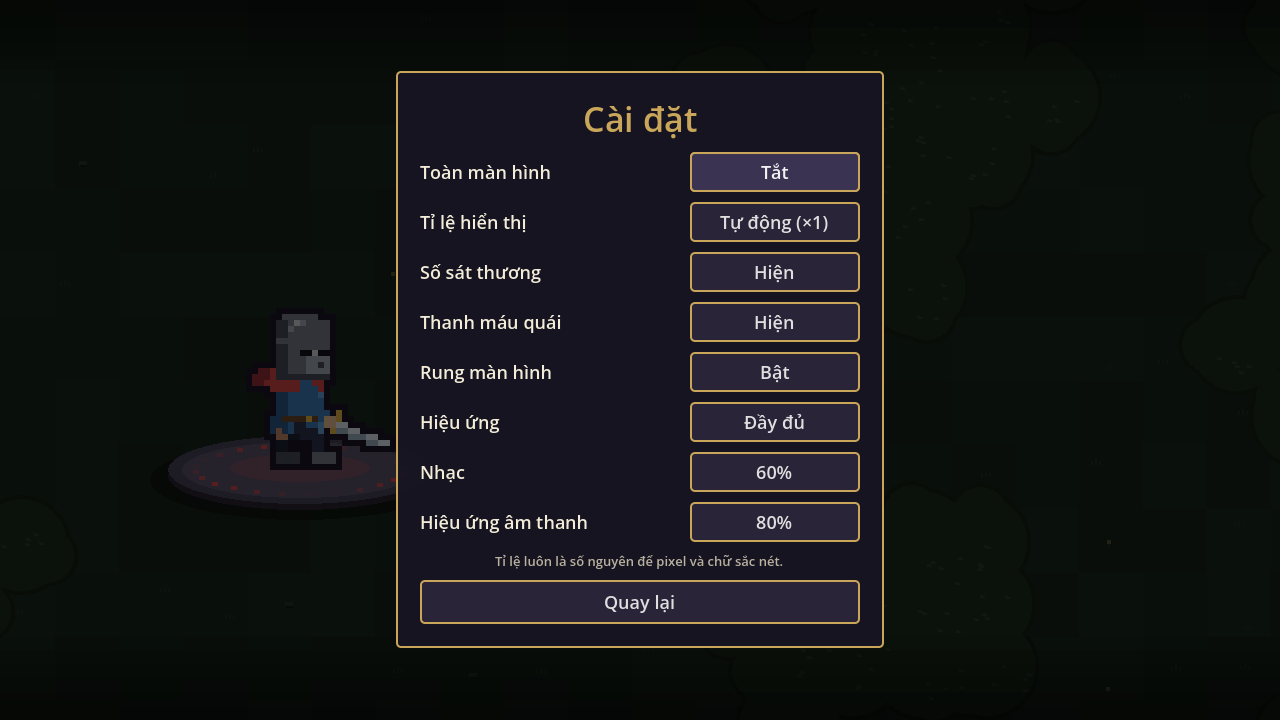 Cài đặt
Toàn màn hình Tắt
Tỉ lệ hiển thị Tự động (×1)
Số sát thương Hiện
Thanh máu quái Hiện
Rung màn hình Bật
Hiệu ứng Đầy đủ
Nhạc 60%
Hiệu ứng âm thanh 80%
Tỉ lệ luôn là số nguyên để pixel và chữ sắc nét.
Quay lại